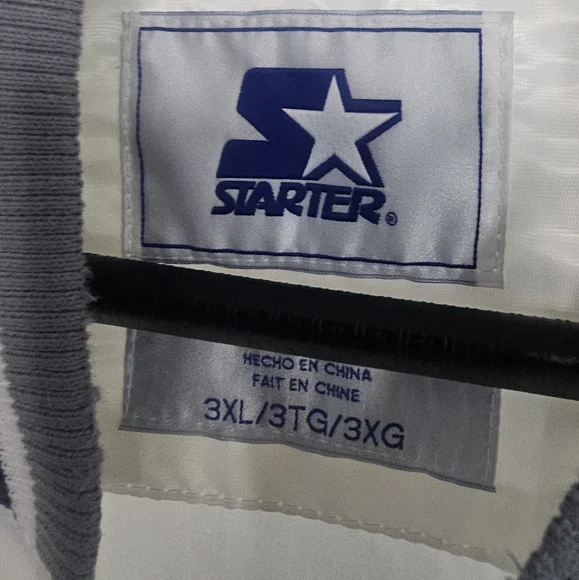 STARTER®
HECHO EN CHINA
FAIT EN CHINE
3XL/3TG/3XG